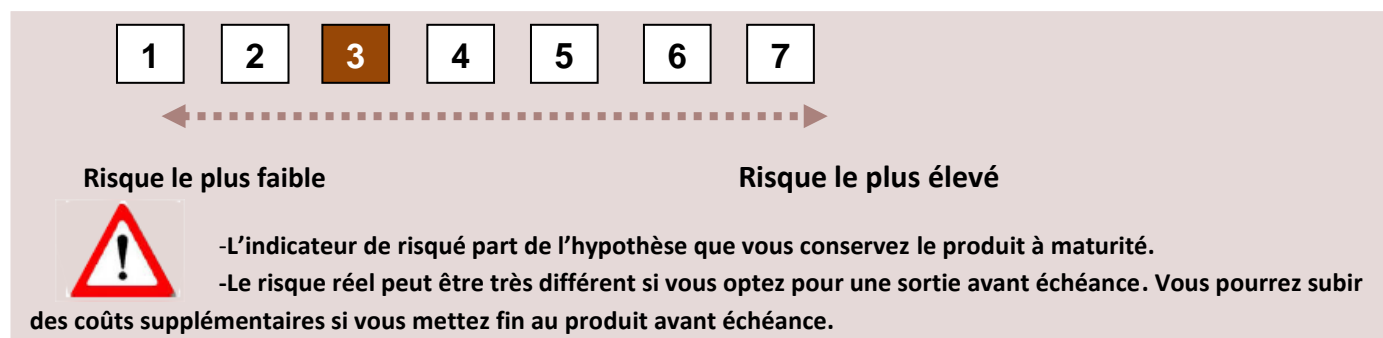 1 2 3 4 5 6 7
Risque le plus faible Risque le plus élevé
-L’indicateur de risqué part de l’hypothèse que vous conservez le produit à maturité.
-Le risque réel peut être très différent si vous optez pour une sortie avant échéance. Vous pourrez subir
des coûts supplémentaires si vous mettez fin au produit avant échéance.